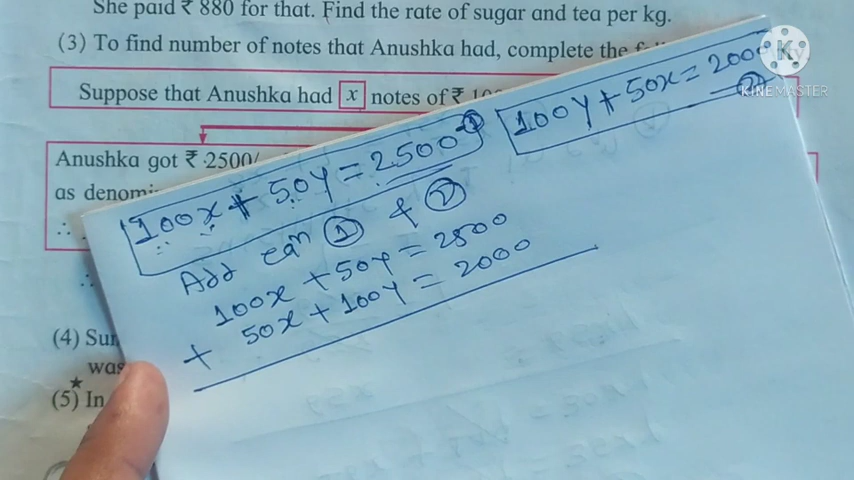 She paid ₹ 880 for that. Find the rate of sugar and tea per kg.
(3) To find number of notes that Anushka had, complete the
Suppose that Anushka had x notes of ₹
Anushka got ₹ 2500/
as denomi
100x + 50y = 2500 ①
100y + 50x = 2000
②
Add eqn ① & ②
100x + 50y = 2500
+ 50x + 100y = 2000
(4) Sum
was
(5) In
KINEMASTER